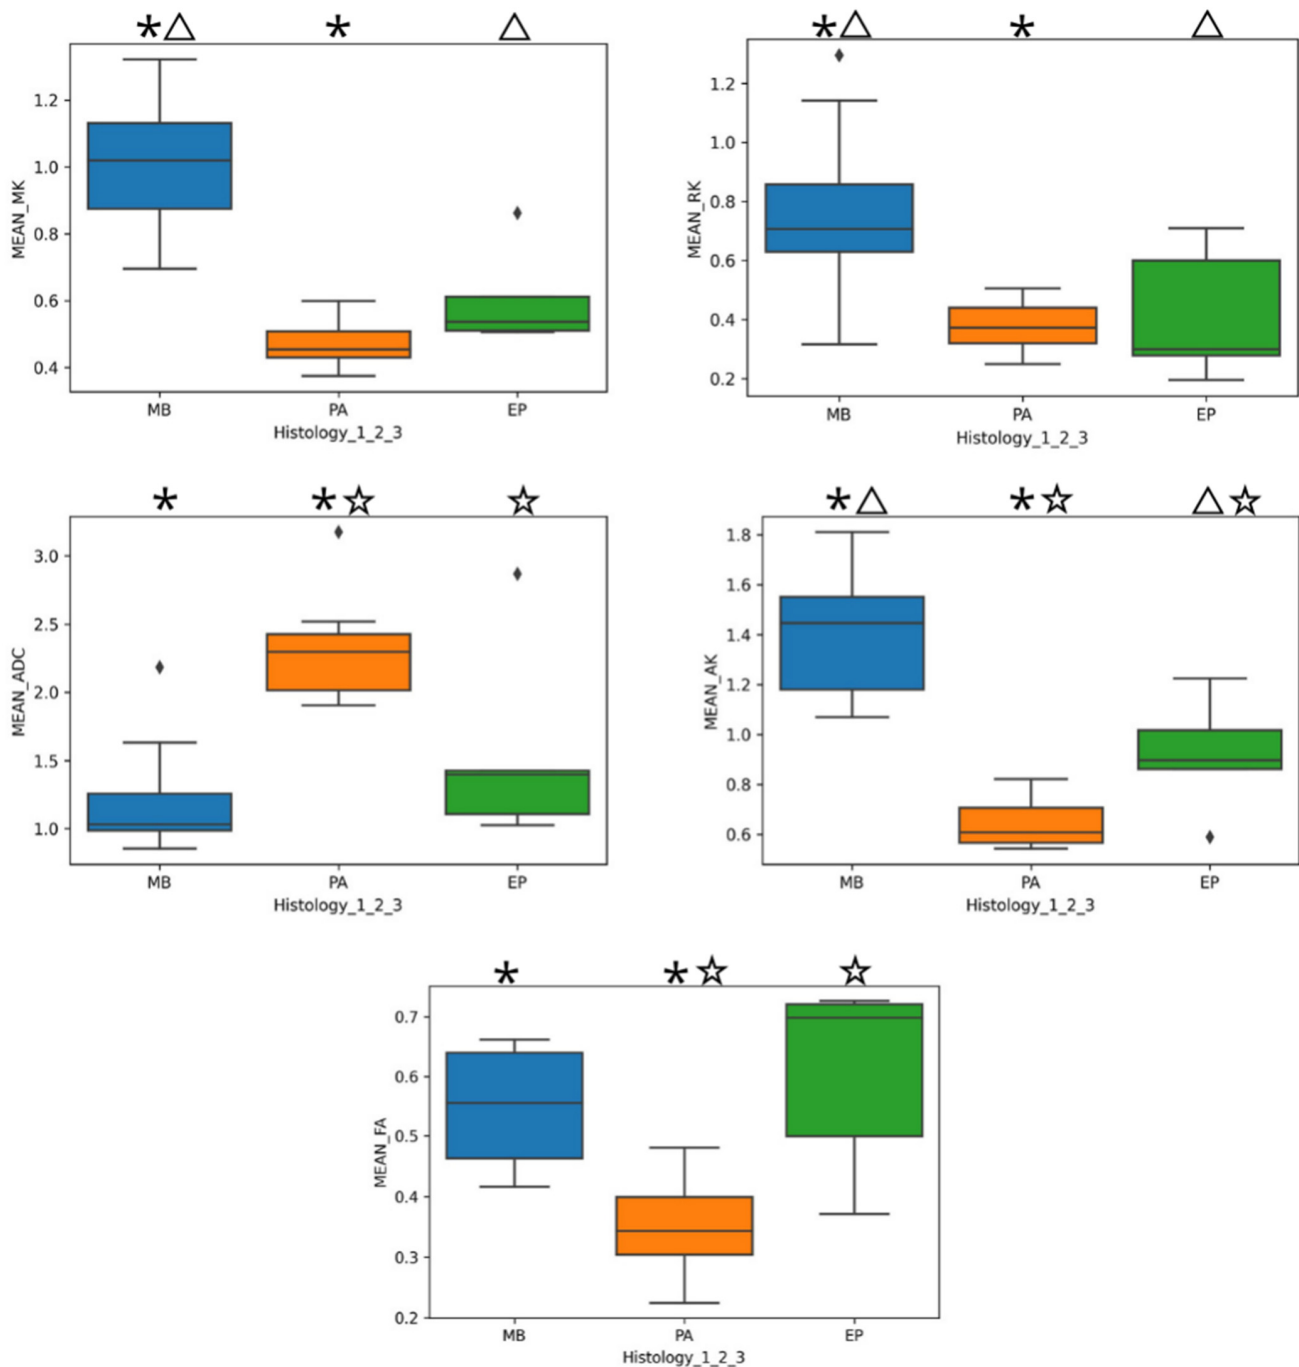 * △ * △
* △ * △
MEAN_MK
1.2
1.0
0.8
0.6
0.4
MB PA EP
Histology_1_2_3
MEAN_RK
1.2
1.0
0.8
0.6
0.4
0.2
MB PA EP
Histology_1_2_3
* * ☆ ☆
* △ * ☆ △ ☆
MEAN_ADC
3.0
2.5
2.0
1.5
1.0
MB PA EP
Histology_1_2_3
MEAN_AK
1.8
1.6
1.4
1.2
1.0
0.8
0.6
MB PA EP
Histology_1_2_3
* * ☆ ☆
MEAN_FA
0.7
0.6
0.5
0.4
0.3
0.2
MB PA EP
Histology_1_2_3